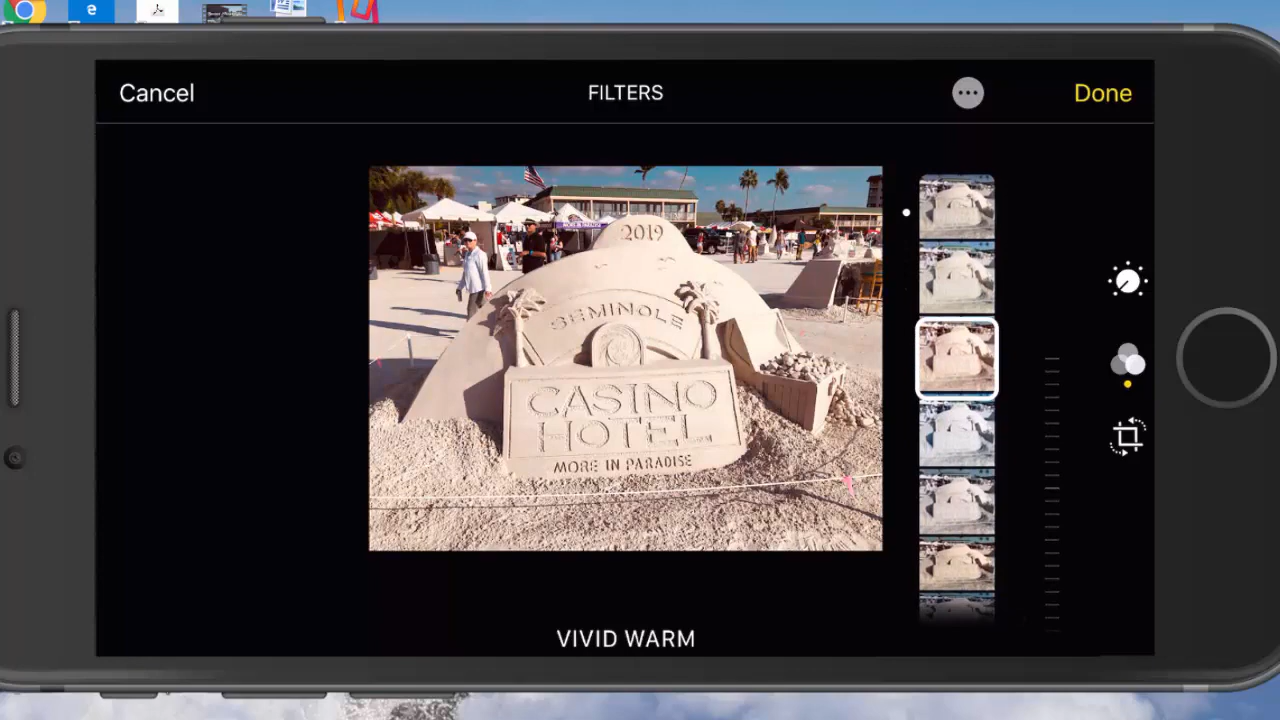 Cancel
FILTERS
Done
2019
SEMINOLE
CASINO
HOTEL
MORE IN PARADISE
VIVID WARM